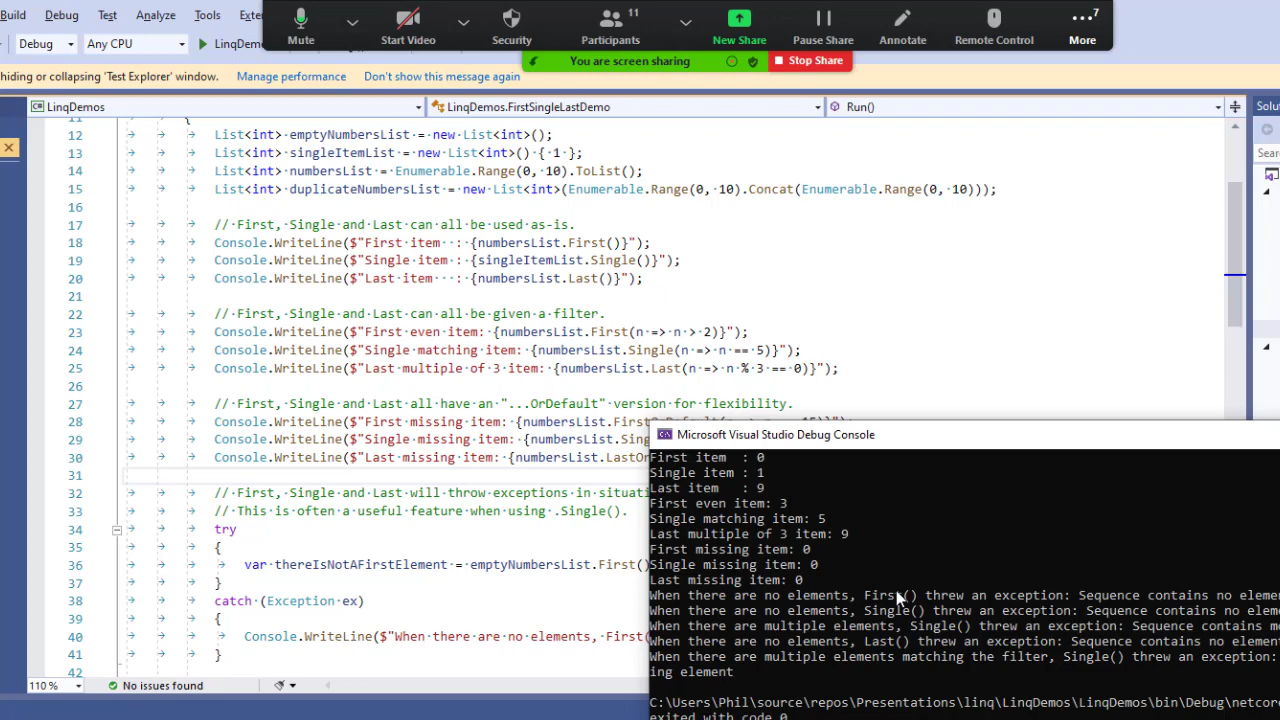 Build Debug Test Analyze Tools
Debug Any CPU LinqDemo
Mute Start Video Security Participants 11 New Share Pause Share Annotate Remote Control More 7
You are screen sharing Stop Share
hiding or collapsing 'Test Explorer' window. Manage performance Don't show this message again
LinqDemos LinqDemos.FirstSingleLastDemo Run() Solu
Sear
11 {
12 List<int> emptyNumbersList = new List<int>();
13 List<int> singleItemList = new List<int>() { 1 };
14 List<int> numbersList = Enumerable.Range(0, 10).ToList();
15 List<int> duplicateNumbersList = new List<int>(Enumerable.Range(0, 10).Concat(Enumerable.Range(0, 10)));
16
17 // First, Single and Last can all be used as-is.
18 Console.WriteLine($"First item  : {numbersList.First()}");
19 Console.WriteLine($"Single item : {singleItemList.Single()}");
20 Console.WriteLine($"Last item   : {numbersList.Last()}");
21
22 // First, Single and Last can all be given a filter.
23 Console.WriteLine($"First even item: {numbersList.First(n => n > 2)}");
24 Console.WriteLine($"Single matching item: {numbersList.Single(n => n == 5)}");
25 Console.WriteLine($"Last multiple of 3 item: {numbersList.Last(n => n % 3 == 0)}");
26
27 // First, Single and Last all have an "...OrDefault" version for flexibility.
28 Console.WriteLine($"First missing item: {numbersList.First
29 Console.WriteLine($"Single missing item: {numbersList.Sing
30 Console.WriteLine($"Last missing item: {numbersList.LastOr
31
32 // First, Single and Last will throw exceptions in situati
33 // This is often a useful feature when using .Single().
34 try
35 {
36 var thereIsNotAFirstElement = emptyNumbersList.First()
37 }
38 catch (Exception ex)
39 {
40 Console.WriteLine($"When there are no elements, First(
41 }
42
110 % No issues found
Microsoft Visual Studio Debug Console
First item  : 0
Single item : 1
Last item   : 9
First even item: 3
Single matching item: 5
Last multiple of 3 item: 9
First missing item: 0
Single missing item: 0
Last missing item: 0
When there are no elements, First() threw an exception: Sequence contains no eleme
When there are no elements, Single() threw an exception: Sequence contains no eleme
When there are multiple elements, Single() threw an exception: Sequence contains mo
When there are no elements, Last() threw an exception: Sequence contains no element
When there are multiple elements matching the filter, Single() threw an exception:
ing element
C:\Users\Phil\source\repos\Presentations\linq\LinqDemos\LinqDemos\bin\Debug\netcor
exited with code 0